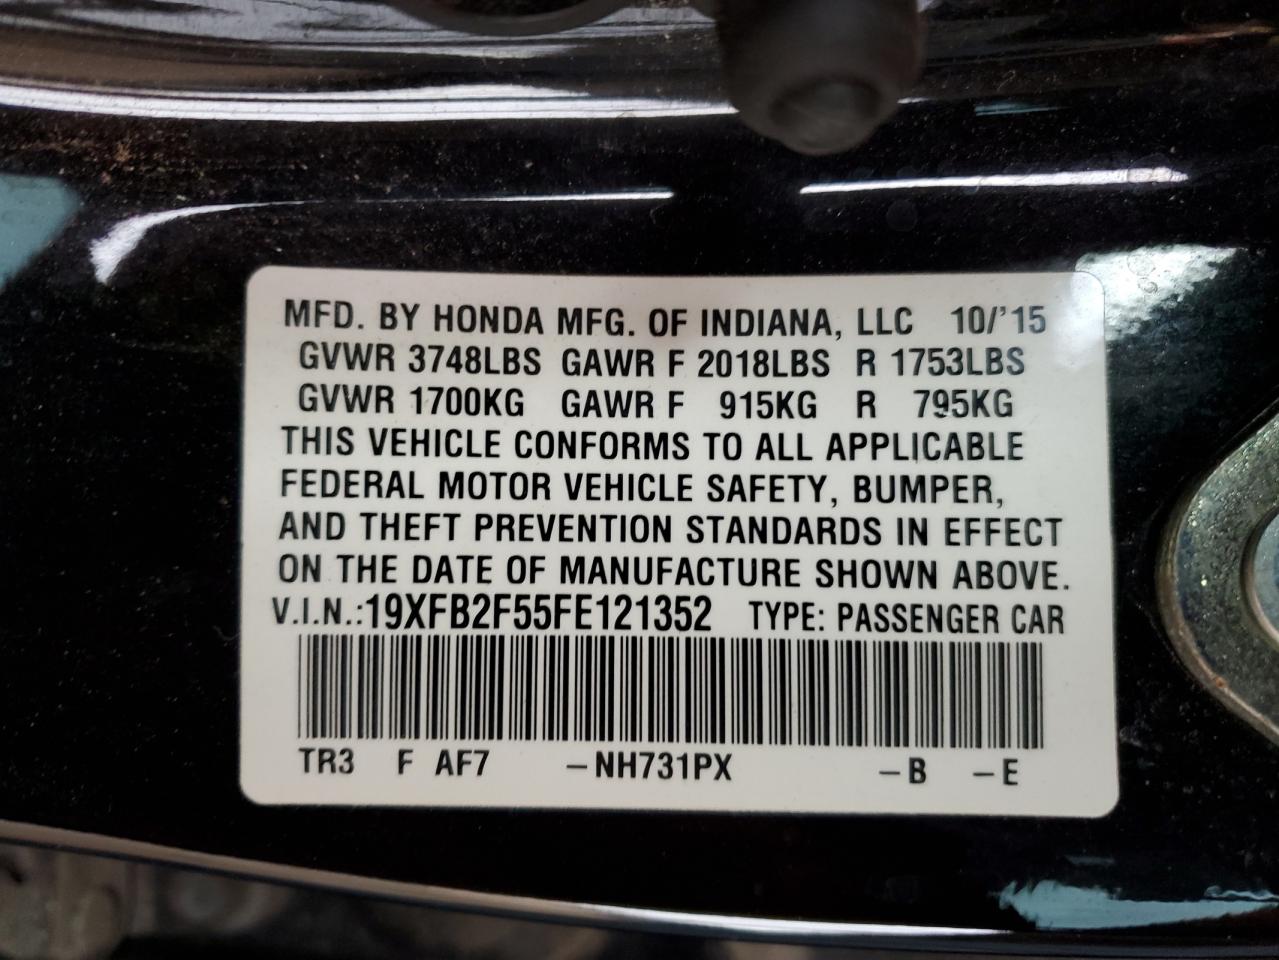 MFD. BY HONDA MFG. OF INDIANA, LLC 10/'15
GVWR 3748LBS GAWR F 2018LBS R 1753LBS
GVWR 1700KG GAWR F 915KG R 795KG
THIS VEHICLE CONFORMS TO ALL APPLICABLE
FEDERAL MOTOR VEHICLE SAFETY, BUMPER,
AND THEFT PREVENTION STANDARDS IN EFFECT
ON THE DATE OF MANUFACTURE SHOWN ABOVE.
V.I.N.:19XFB2F55FE121352 TYPE: PASSENGER CAR
TR3 F AF7 –NH731PX –B –E